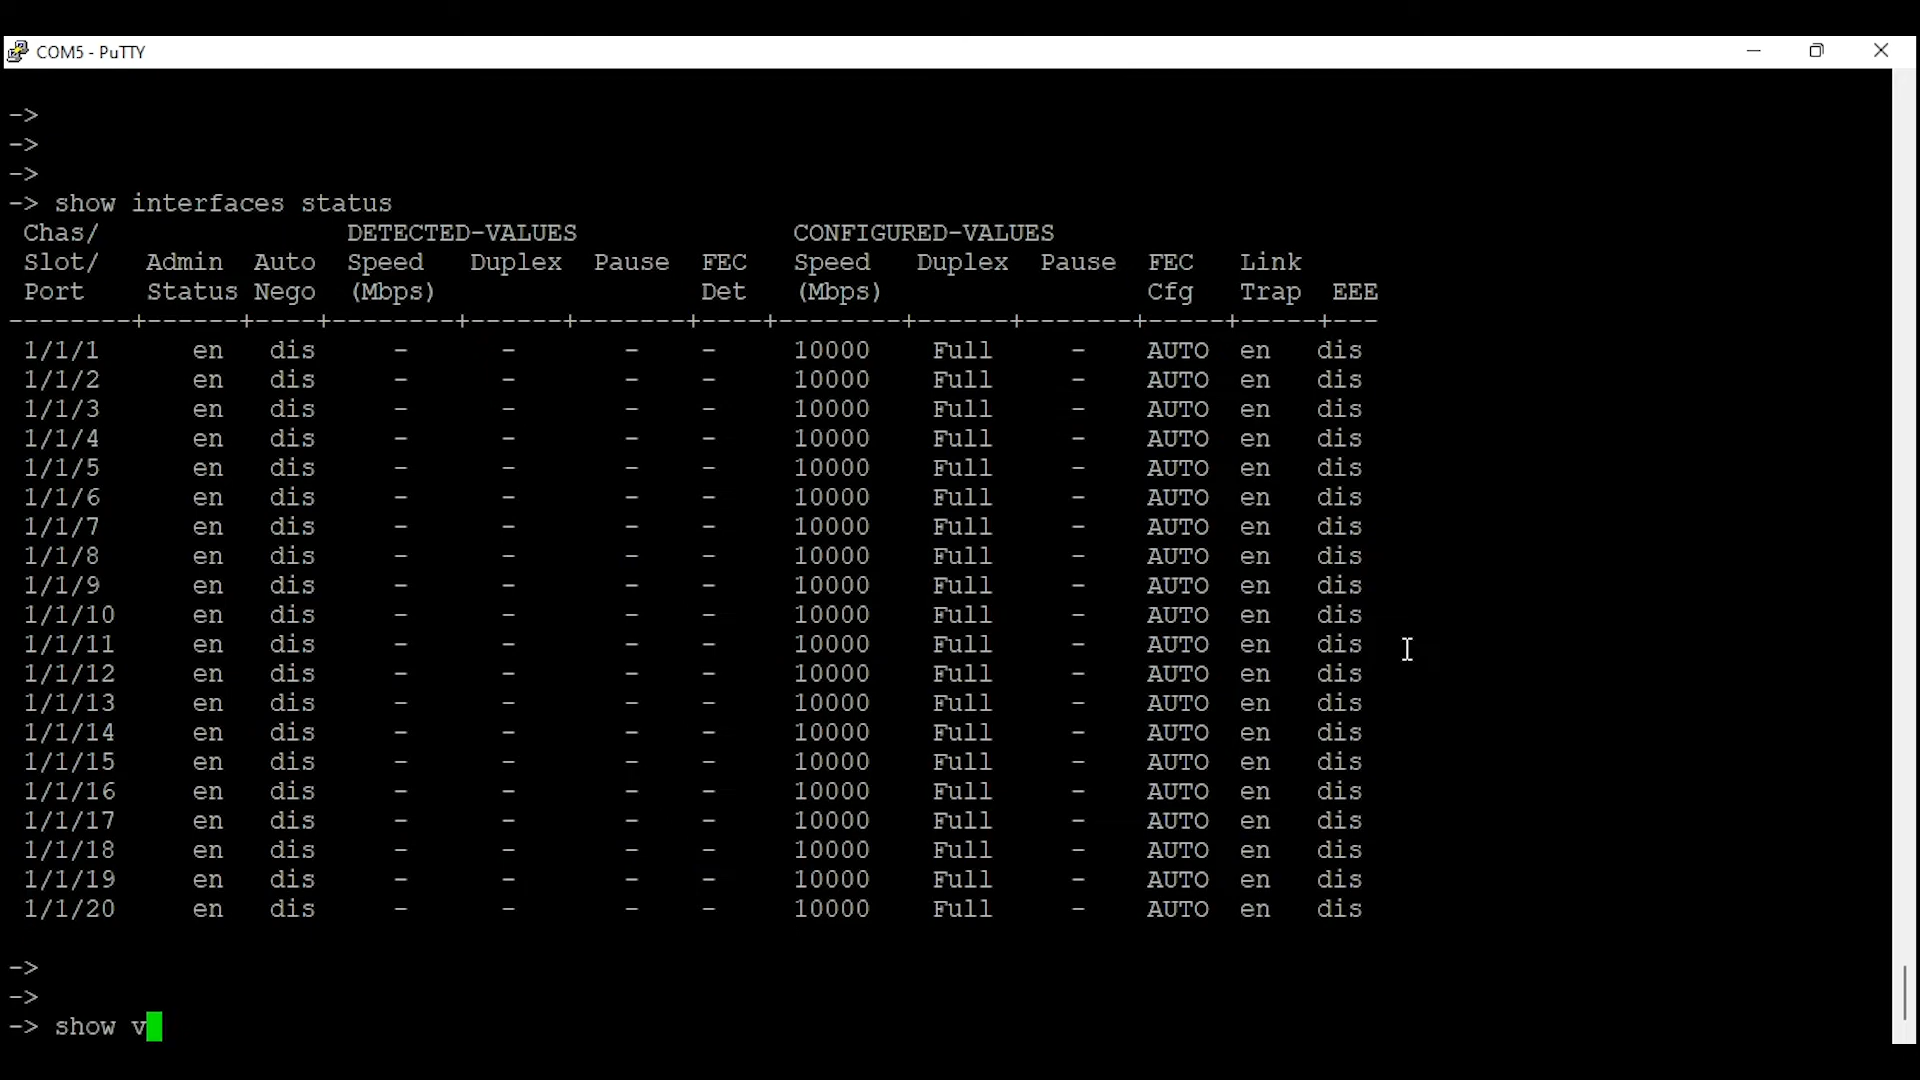 COM5 - PuTTY
->
->
->
-> show interfaces status
Chas/ DETECTED-VALUES CONFIGURED-VALUES
Slot/ Admin Auto Speed Duplex Pause FEC Speed Duplex Pause FEC Link
Port Status Nego (Mbps) Det (Mbps) Cfg Trap EEE
--------+------+----+--------+------+-------+----+--------+------+-------+-----+-----+---
1/1/1 en dis - - - - 10000 Full - AUTO en dis
1/1/2 en dis - - - - 10000 Full - AUTO en dis
1/1/3 en dis - - - - 10000 Full - AUTO en dis
1/1/4 en dis - - - - 10000 Full - AUTO en dis
1/1/5 en dis - - - - 10000 Full - AUTO en dis
1/1/6 en dis - - - - 10000 Full - AUTO en dis
1/1/7 en dis - - - - 10000 Full - AUTO en dis
1/1/8 en dis - - - - 10000 Full - AUTO en dis
1/1/9 en dis - - - - 10000 Full - AUTO en dis
1/1/10 en dis - - - - 10000 Full - AUTO en dis
1/1/11 en dis - - - - 10000 Full - AUTO en dis
1/1/12 en dis - - - - 10000 Full - AUTO en dis
1/1/13 en dis - - - - 10000 Full - AUTO en dis
1/1/14 en dis - - - - 10000 Full - AUTO en dis
1/1/15 en dis - - - - 10000 Full - AUTO en dis
1/1/16 en dis - - - - 10000 Full - AUTO en dis
1/1/17 en dis - - - - 10000 Full - AUTO en dis
1/1/18 en dis - - - - 10000 Full - AUTO en dis
1/1/19 en dis - - - - 10000 Full - AUTO en dis
1/1/20 en dis - - - - 10000 Full - AUTO en dis
->
->
-> show v